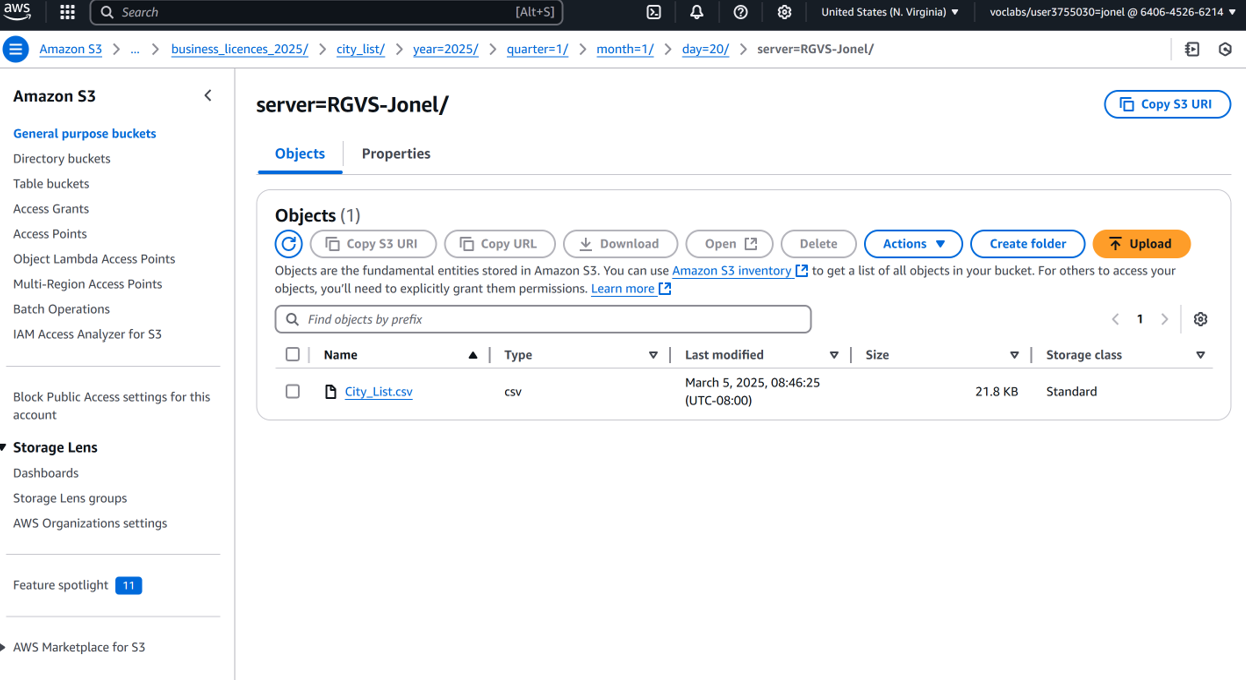 aws
Search [Alt+S]
United States (N. Virginia) ▼
voclabs/user3755030=jonel @ 6406-4526-6214 ▼
Amazon S3 > ... > business_licences_2025/ > city_list/ > year=2025/ > quarter=1/ > month=1/ > day=20/ > server=RGVS-Jonel/
Amazon S3
General purpose buckets
Directory buckets
Table buckets
Access Grants
Access Points
Object Lambda Access Points
Multi-Region Access Points
Batch Operations
IAM Access Analyzer for S3
Block Public Access settings for this
account
Storage Lens
Dashboards
Storage Lens groups
AWS Organizations settings
Feature spotlight 11
AWS Marketplace for S3
server=RGVS-Jonel/
Copy S3 URI
Objects
Properties
Objects (1)
Copy S3 URI
Copy URL
Download
Open
Delete
Actions ▼
Create folder
Upload
Objects are the fundamental entities stored in Amazon S3. You can use Amazon S3 inventory to get a list of all objects in your bucket. For others to access your
objects, you'll need to explicitly grant them permissions. Learn more
Find objects by prefix
< 1 >
Name Type Last modified Size Storage class
City_List.csv csv March 5, 2025, 08:46:25 21.8 KB Standard
(UTC-08:00)